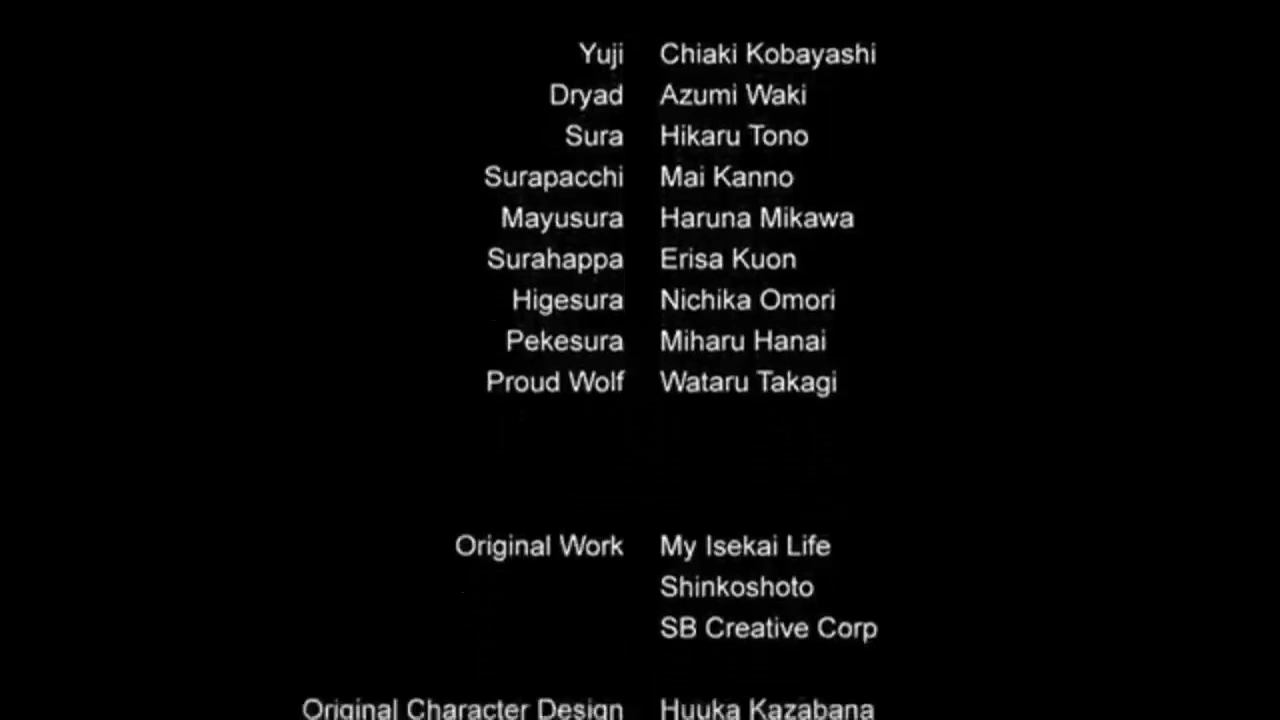 Yuji Chiaki Kobayashi
Dryad Azumi Waki
Sura Hikaru Tono
Surapacchi Mai Kanno
Mayusura Haruna Mikawa
Surahappa Erisa Kuon
Higesura Nichika Omori
Pekesura Miharu Hanai
Proud Wolf Wataru Takagi
Original Work My Isekai Life
Shinkoshoto
SB Creative Corp
Original Character Design Huuka Kazabana